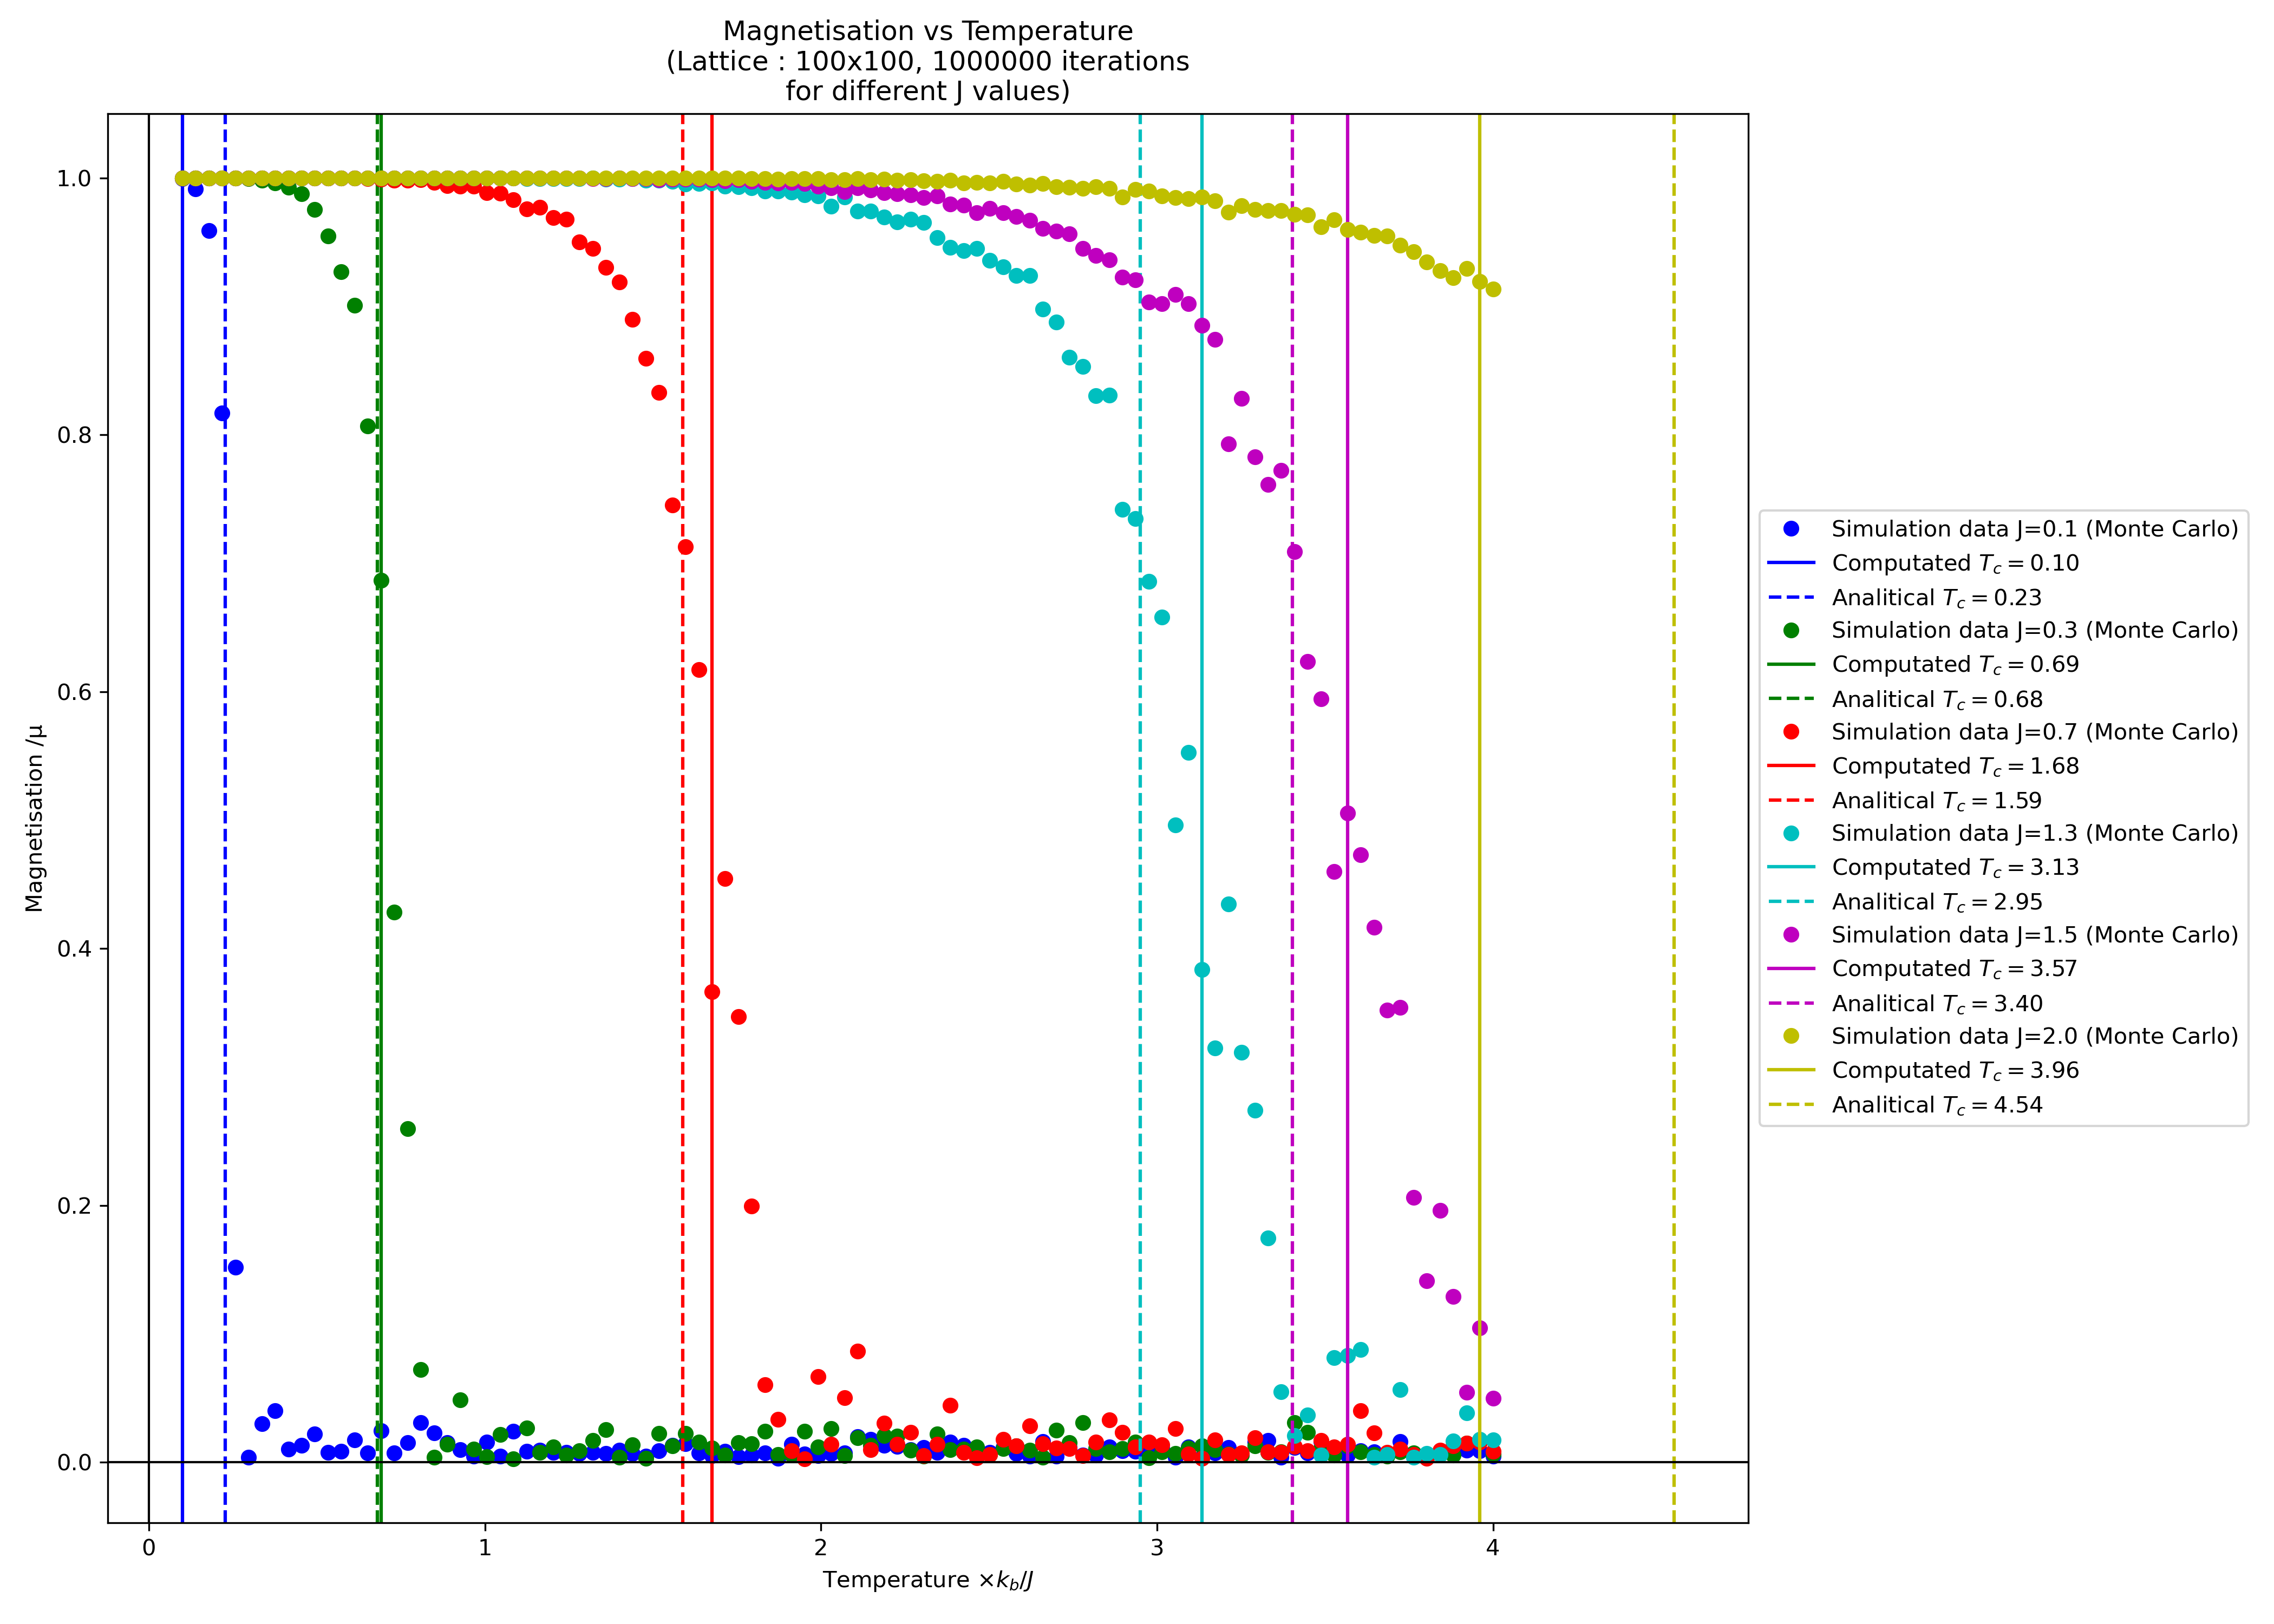 Magnetisation vs Temperature
(Lattice : 100x100, 1000000 iterations
for different J values)
1.0
0.8
0.6
0.4
0.2
0.0
Magnetisation /μ
0 1 2 3 4
Temperature ×k_b/J
Simulation data J=0.1 (Monte Carlo)
Computated T_c = 0.10
Analitical T_c = 0.23
Simulation data J=0.3 (Monte Carlo)
Computated T_c = 0.69
Analitical T_c = 0.68
Simulation data J=0.7 (Monte Carlo)
Computated T_c = 1.68
Analitical T_c = 1.59
Simulation data J=1.3 (Monte Carlo)
Computated T_c = 3.13
Analitical T_c = 2.95
Simulation data J=1.5 (Monte Carlo)
Computated T_c = 3.57
Analitical T_c = 3.40
Simulation data J=2.0 (Monte Carlo)
Computated T_c = 3.96
Analitical T_c = 4.54